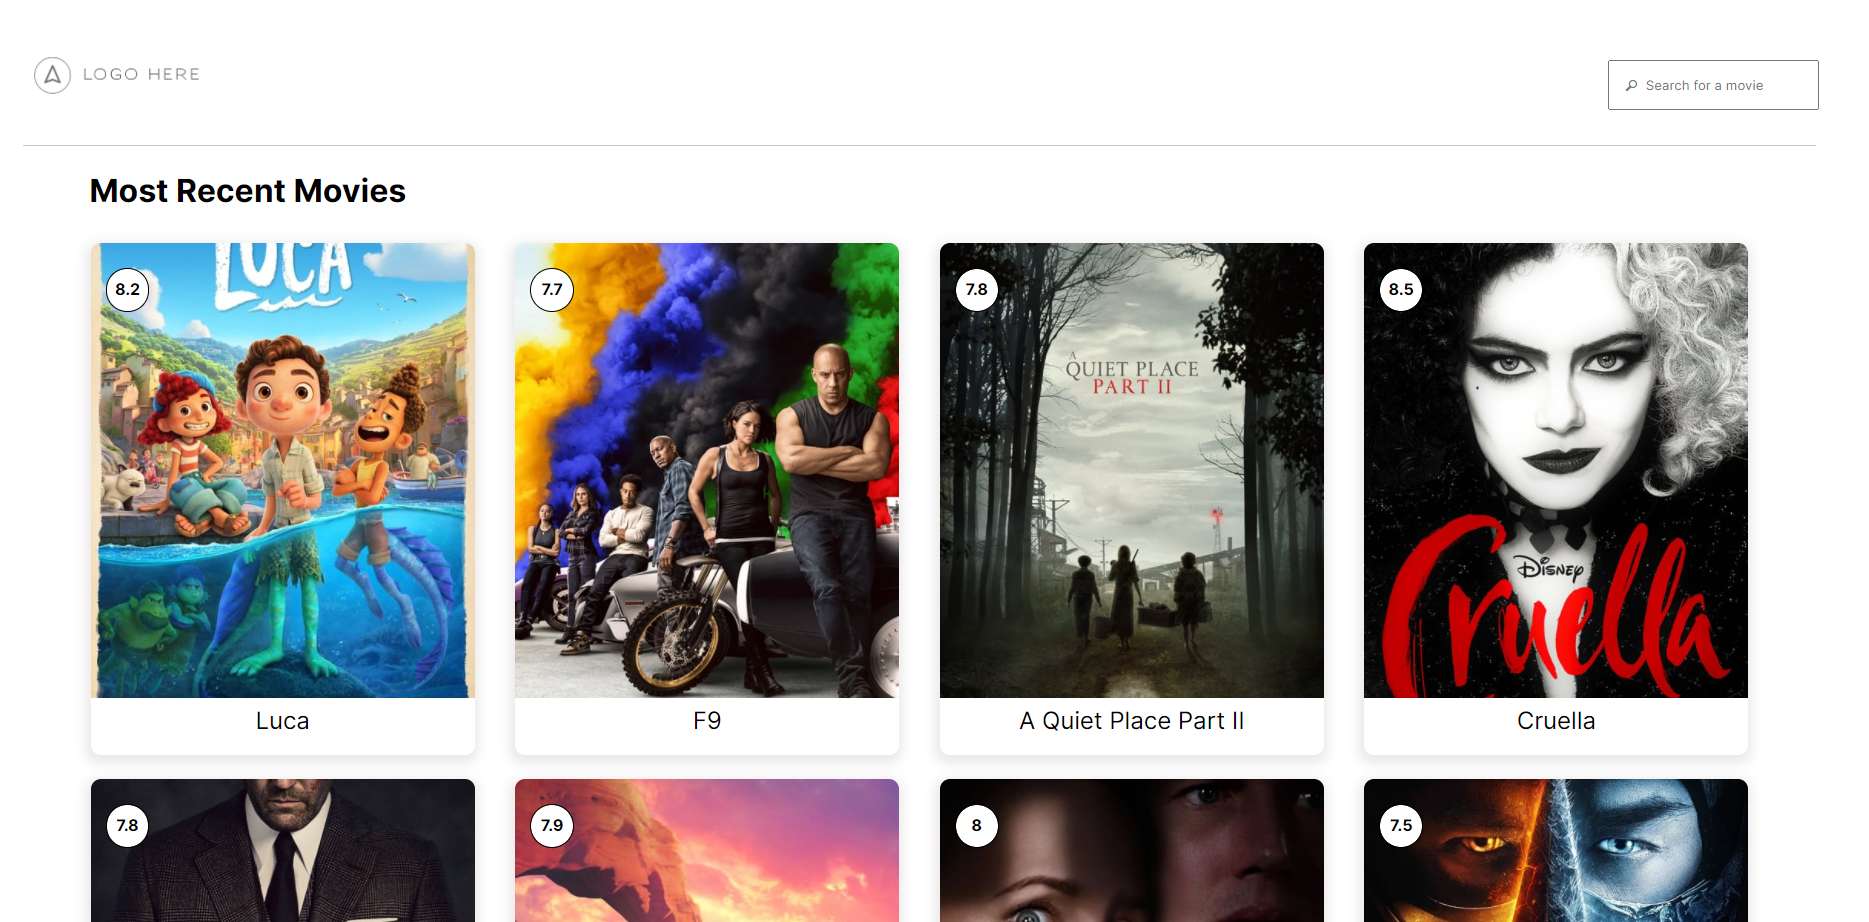 LOGO HERE
Search for a movie
Most Recent Movies
LUCA
8.2
7.7
7.8
8.5
A
QUIET PLACE
PART II
Disney
Cruella
Luca
F9
A Quiet Place Part II
Cruella
7.8
7.9
8
7.5